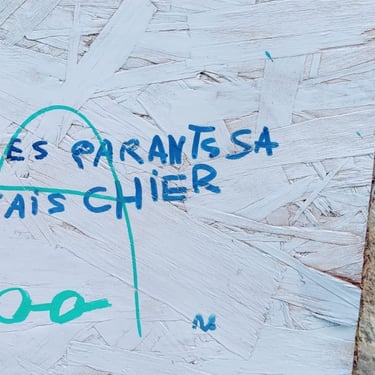 ES PARANTS SA
AIS CHIER